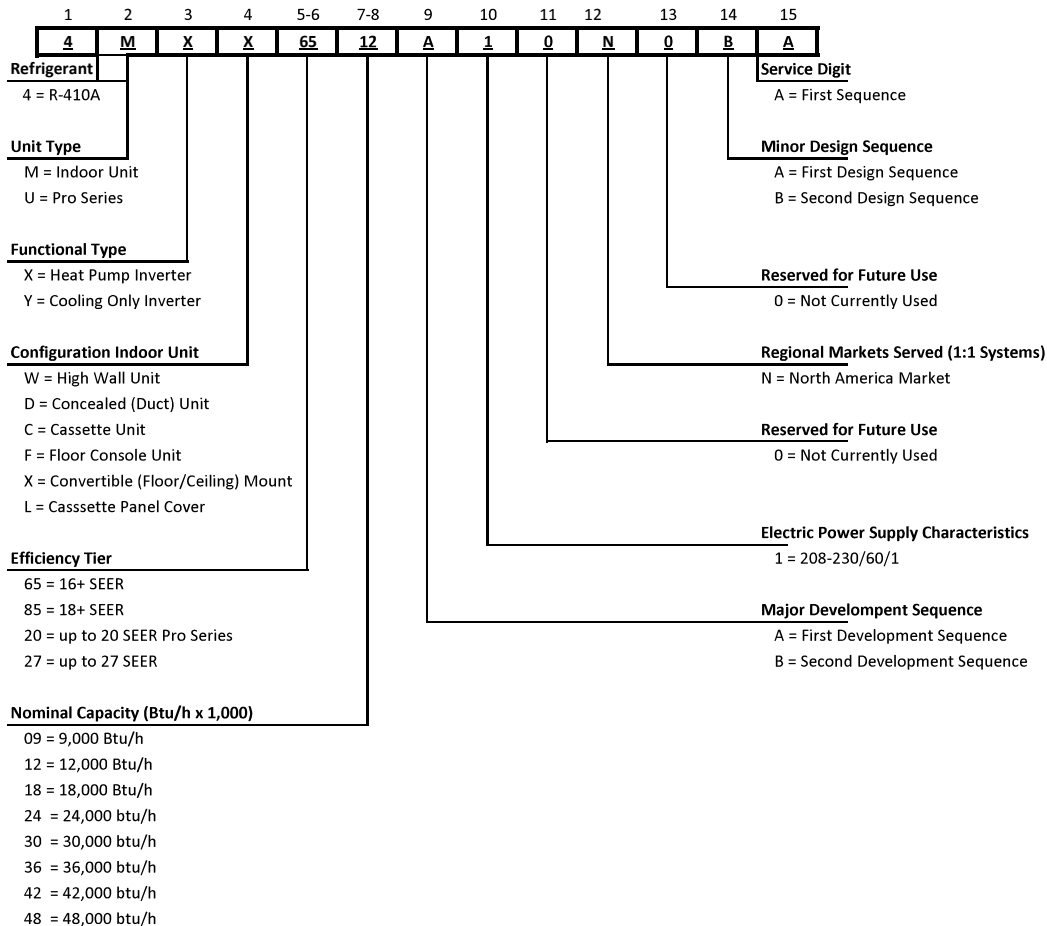 1 2 3 4 5-6 7-8 9 10 11 12 13 14 15
4 M X X 65 12 A 1 0 N 0 B A
Refrigerant
4 = R-410A
Unit Type
M = Indoor Unit
U = Pro Series
Functional Type
X = Heat Pump Inverter
Y = Cooling Only Inverter
Configuration Indoor Unit
W = High Wall Unit
D = Concealed (Duct) Unit
C = Cassette Unit
F = Floor Console Unit
X = Convertible (Floor/Ceiling) Mount
L = Casssette Panel Cover
Efficiency Tier
65 = 16+ SEER
85 = 18+ SEER
20 = up to 20 SEER Pro Series
27 = up to 27 SEER
Nominal Capacity (Btu/h x 1,000)
09 = 9,000 Btu/h
12 = 12,000 Btu/h
18 = 18,000 Btu/h
24 = 24,000 btu/h
30 = 30,000 btu/h
36 = 36,000 btu/h
42 = 42,000 btu/h
48 = 48,000 btu/h
Service Digit
A = First Sequence
Minor Design Sequence
A = First Design Sequence
B = Second Design Sequence
Reserved for Future Use
0 = Not Currently Used
Regional Markets Served (1:1 Systems)
N = North America Market
Reserved for Future Use
0 = Not Currently Used
Electric Power Supply Characteristics
1 = 208-230/60/1
Major Develompent Sequence
A = First Development Sequence
B = Second Development Sequence